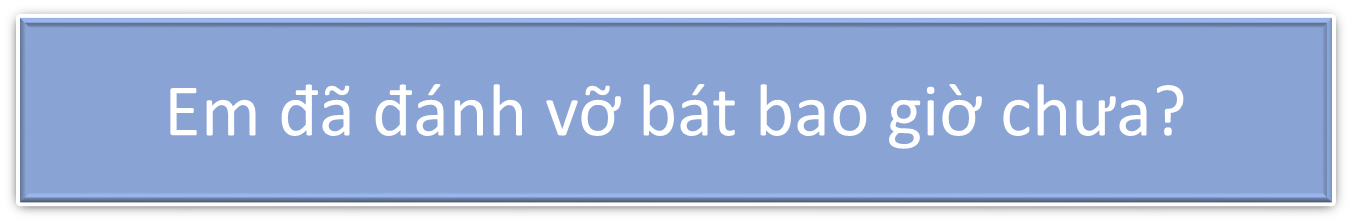 Em đã đánh vỡ bát bao giờ chưa?